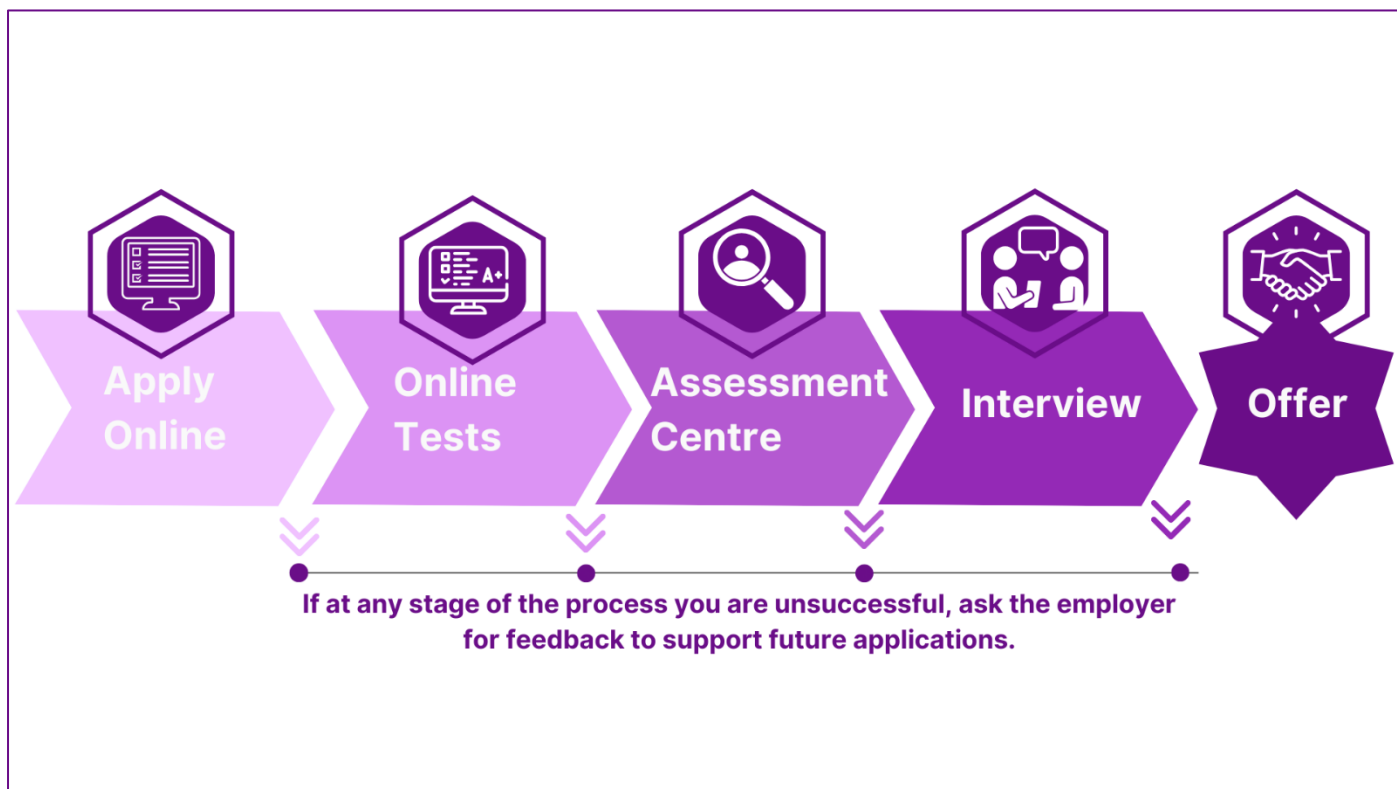 A+
Apply
Online
Online
Tests
Assessment
Centre
Interview
Offer
If at any stage of the process you are unsuccessful, ask the employer
for feedback to support future applications.